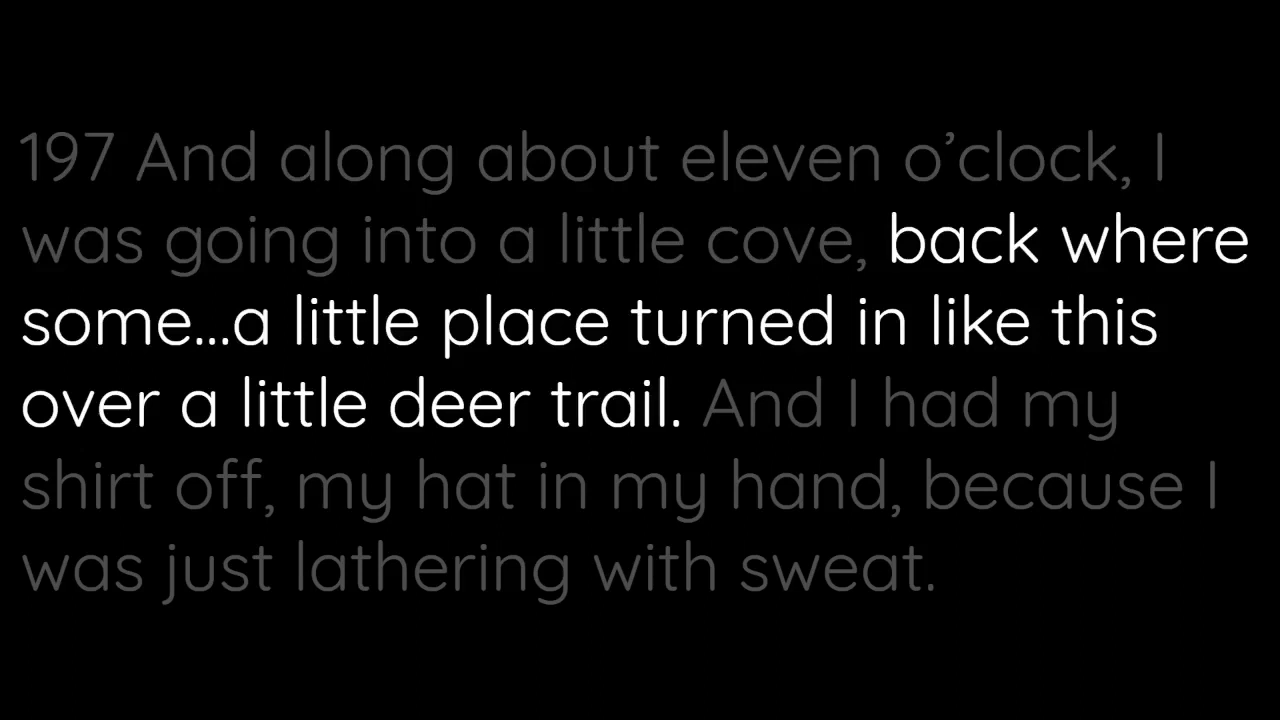 197 And along about eleven o’clock, I
was going into a little cove, back where
some...a little place turned in like this
over a little deer trail. And I had my
shirt off, my hat in my hand, because I
was just lathering with sweat.